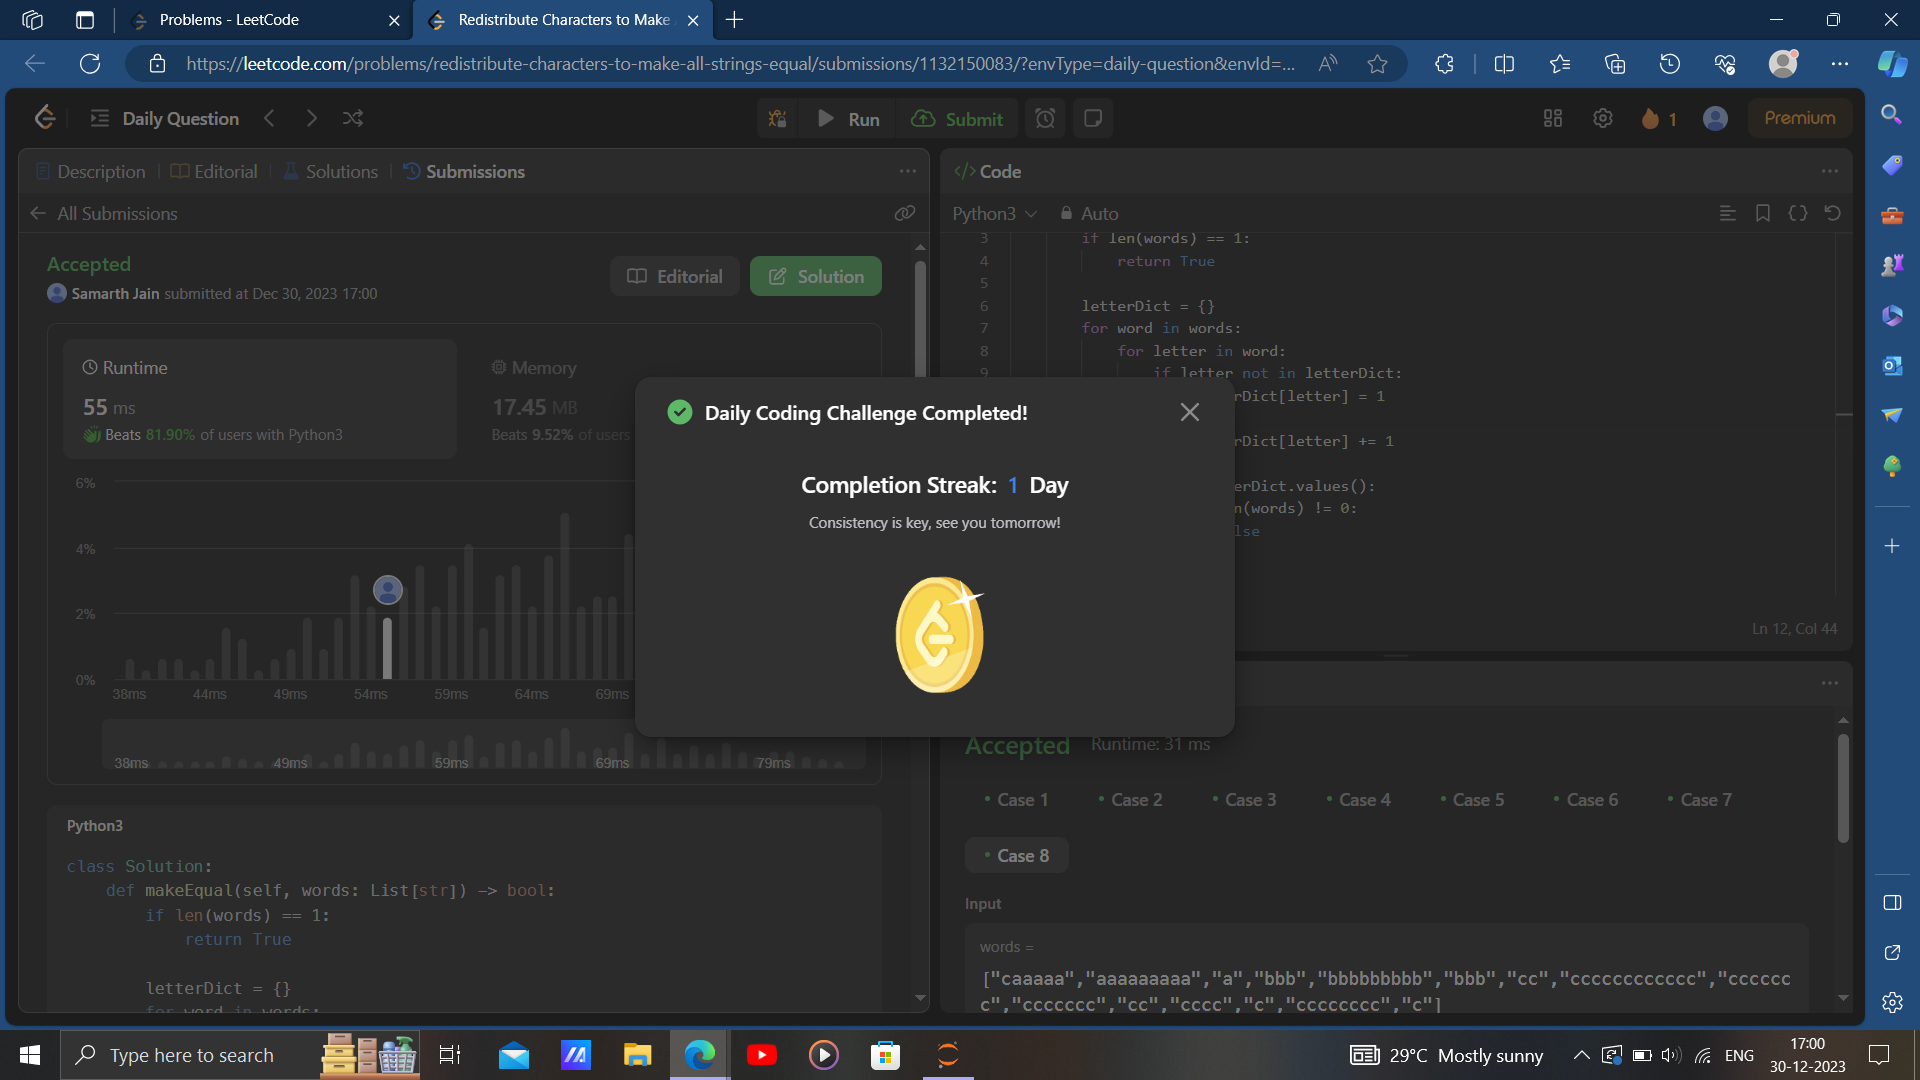 Problems - LeetCode
Redistribute Characters to Make
https://leetcode.com/problems/redistribute-characters-to-make-all-strings-equal/submissions/1132150083/?envType=daily-question&envId=...
Daily Question
Run
Submit
1
Premium
Description
Editorial
Solutions
Submissions
All Submissions
Accepted
Samarth Jain submitted at Dec 30, 2023 17:00
Editorial
Solution
Runtime
55 ms
Beats 81.90% of users with Python3
Memory
17.45 MB
Beats 9.52% of users
6%
4%
2%
0%
38ms 44ms 49ms 54ms 59ms 64ms 69ms
38ms 49ms 59ms 69ms 79ms
Python3
class Solution:
def makeEqual(self, words: List[str]) -> bool:
if len(words) == 1:
return True
letterDict = {}
for word in words:
Daily Coding Challenge Completed!
Completion Streak: 1 Day
Consistency is key, see you tomorrow!
</> Code
Python3
Auto
3 if len(words) == 1:
4 return True
5
6 letterDict = {}
7 for word in words:
8 for letter in word:
9 if letter not in letterDict:
rDict[letter] = 1
rDict[letter] += 1
erDict.values():
n(words) != 0:
lse
Ln 12, Col 44
Accepted
Runtime: 31 ms
Case 1
Case 2
Case 3
Case 4
Case 5
Case 6
Case 7
Case 8
Input
words =
["caaaaa","aaaaaaaaa","a","bbb","bbbbbbbbb","bbb","cc","cccccccccccc","cccccc
c","ccccccc","cc","cccc","c","cccccccc","c"]
Type here to search
29°C Mostly sunny
ENG
17:00
30-12-2023